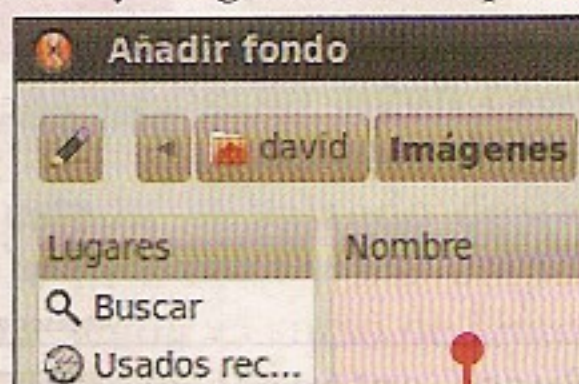 Añadir fondo
david Imágenes
Lugares Nombre
Buscar
Usados rec...